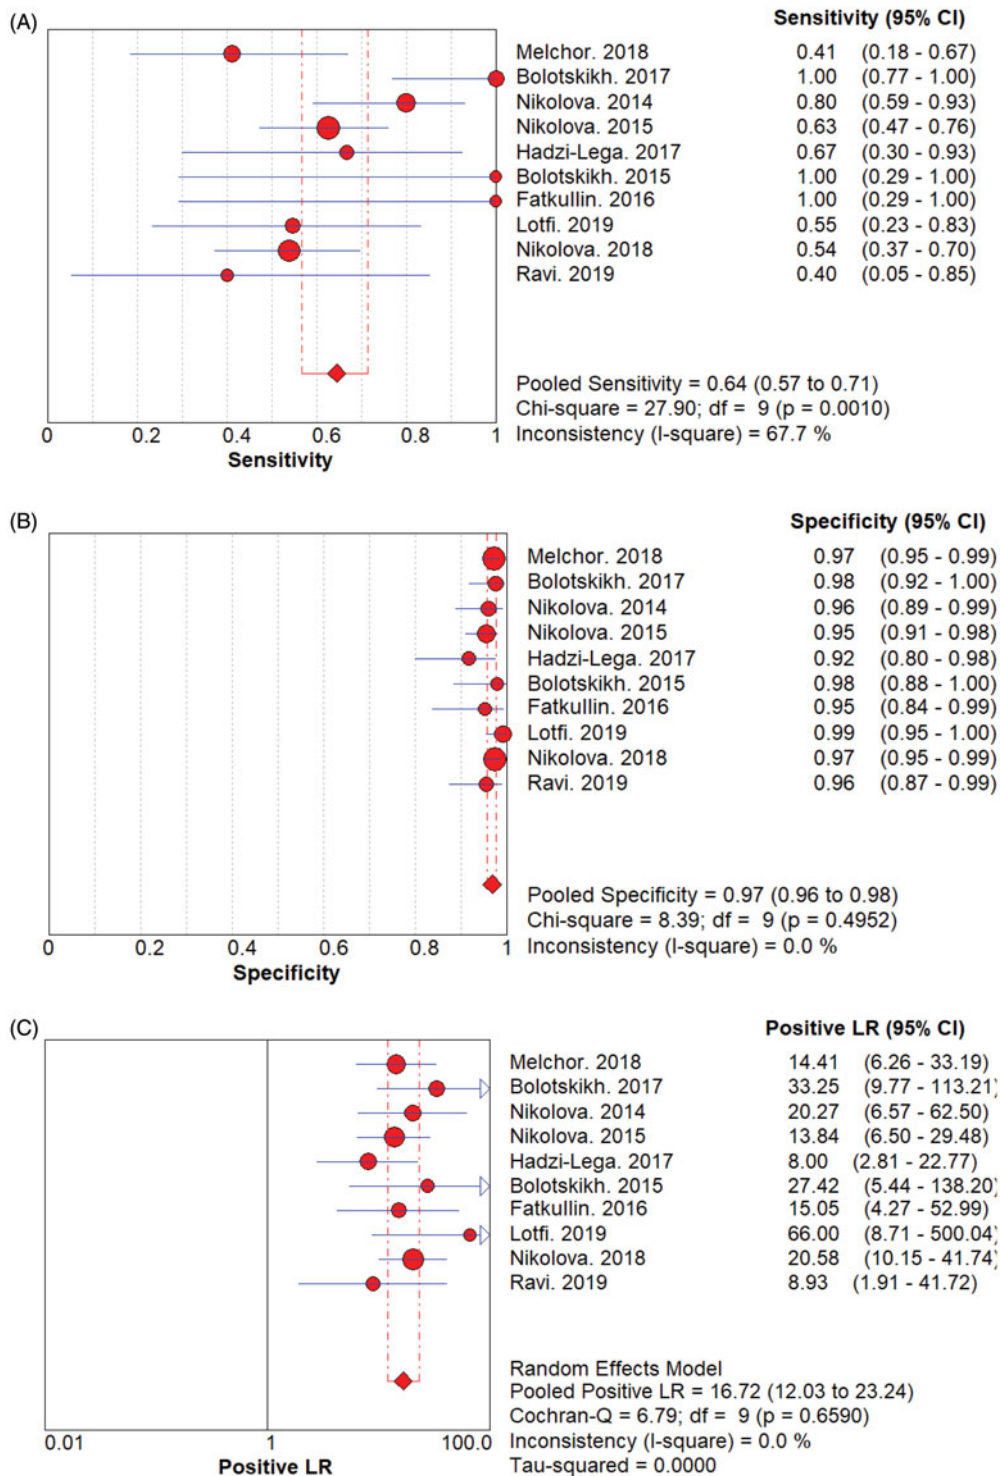 (A)
Sensitivity (95% CI)
Melchor. 2018 0.41 (0.18 - 0.67)
Bolotskikh. 2017 1.00 (0.77 - 1.00)
Nikolova. 2014 0.80 (0.59 - 0.93)
Nikolova. 2015 0.63 (0.47 - 0.76)
Hadzi-Lega. 2017 0.67 (0.30 - 0.93)
Bolotskikh. 2015 1.00 (0.29 - 1.00)
Fatkullin. 2016 1.00 (0.29 - 1.00)
Lotfi. 2019 0.55 (0.23 - 0.83)
Nikolova. 2018 0.54 (0.37 - 0.70)
Ravi. 2019 0.40 (0.05 - 0.85)
Pooled Sensitivity = 0.64 (0.57 to 0.71)
Chi-square = 27.90; df = 9 (p = 0.0010)
Inconsistency (I-square) = 67.7 %
0 0.2 0.4 0.6 0.8 1
Sensitivity
(B)
Specificity (95% CI)
Melchor. 2018 0.97 (0.95 - 0.99)
Bolotskikh. 2017 0.98 (0.92 - 1.00)
Nikolova. 2014 0.96 (0.89 - 0.99)
Nikolova. 2015 0.95 (0.91 - 0.98)
Hadzi-Lega. 2017 0.92 (0.80 - 0.98)
Bolotskikh. 2015 0.98 (0.88 - 1.00)
Fatkullin. 2016 0.95 (0.84 - 0.99)
Lotfi. 2019 0.99 (0.95 - 1.00)
Nikolova. 2018 0.97 (0.95 - 0.99)
Ravi. 2019 0.96 (0.87 - 0.99)
Pooled Specificity = 0.97 (0.96 to 0.98)
Chi-square = 8.39; df = 9 (p = 0.4952)
Inconsistency (I-square) = 0.0 %
0 0.2 0.4 0.6 0.8 1
Specificity
(C)
Positive LR (95% CI)
Melchor. 2018 14.41 (6.26 - 33.19)
Bolotskikh. 2017 33.25 (9.77 - 113.21)
Nikolova. 2014 20.27 (6.57 - 62.50)
Nikolova. 2015 13.84 (6.50 - 29.48)
Hadzi-Lega. 2017 8.00 (2.81 - 22.77)
Bolotskikh. 2015 27.42 (5.44 - 138.20)
Fatkullin. 2016 15.05 (4.27 - 52.99)
Lotfi. 2019 66.00 (8.71 - 500.04)
Nikolova. 2018 20.58 (10.15 - 41.74)
Ravi. 2019 8.93 (1.91 - 41.72)
Random Effects Model
Pooled Positive LR = 16.72 (12.03 to 23.24)
Cochran-Q = 6.79; df = 9 (p = 0.6590)
Inconsistency (I-square) = 0.0 %
Tau-squared = 0.0000
0.01 1 100.0
Positive LR